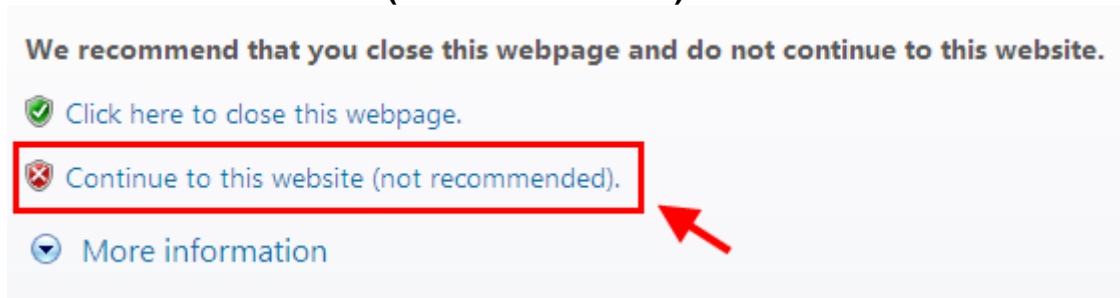 We recommend that you close this webpage and do not continue to this website.
Click here to close this webpage.
Continue to this website (not recommended).
More information